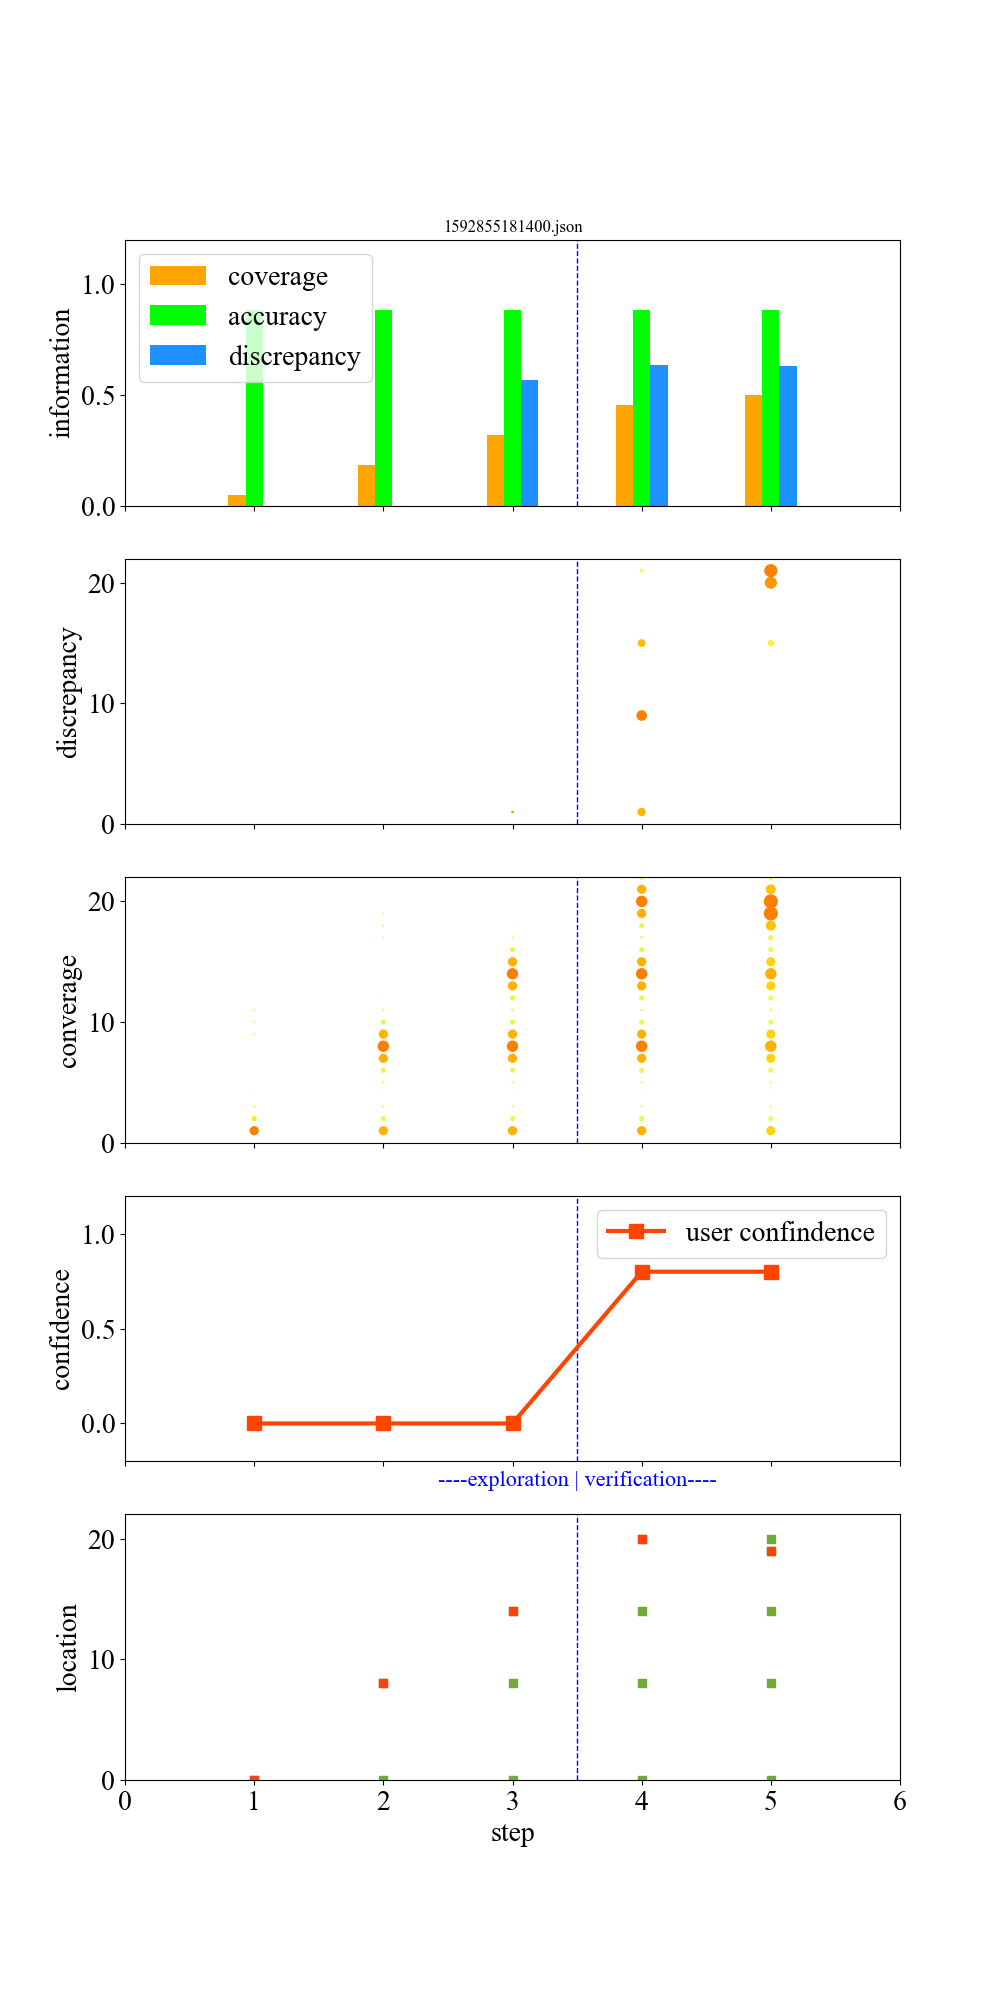 1592855181400.json
coverage
accuracy
discrepancy
1.0
0.5
0.0
information
20
10
0
discrepancy
20
10
0
converage
user confindence
1.0
0.5
0.0
confidence
----exploration | verification----
20
10
0
location
0 1 2 3 4 5 6
step